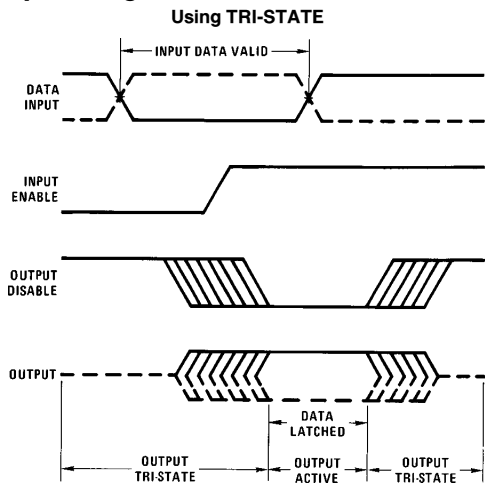 Using TRI-STATE
INPUT DATA VALID
DATA
INPUT
INPUT
ENABLE
OUTPUT
DISABLE
OUTPUT
DATA
LATCHED
OUTPUT
TRI-STATE
OUTPUT
ACTIVE
OUTPUT
TRI-STATE